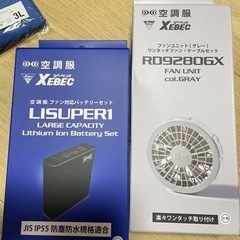 3L
空調服
XEBEC
空調服 ファン対応バッテリーセット
LISUPER1
LARGE CAPACITY
Lithium Ion Battery Set
JIS IP55 防塵防水規格適合
空調服
XEBEC
ファンユニット(グレー)
ワンタッチファン・ケーブルセット
RD9280GX
FAN UNIT
col.GRAY
楽々ワンタッチ取り付け